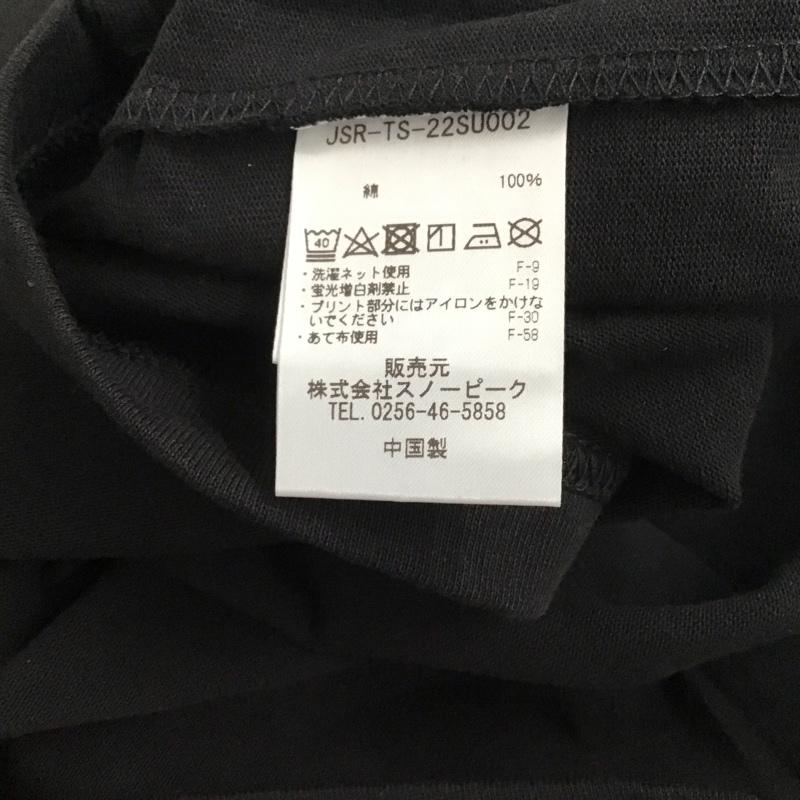 JSR-TS-22SU002
綿 100%
40
・洗濯ネット使用 F-9
・蛍光増白剤禁止 F-19
・プリント部分にはアイロンをかけな
いでください F-30
・あて布使用 F-58
販売元
株式会社スノーピーク
TEL. 0256-46-5858
中国製